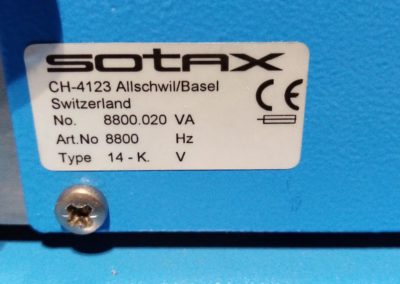 sotax
CH-4123 Allschwil/Basel
Switzerland
No. 8800.020 VA
Art.No 8800 Hz
Type 14 - K. V
CE